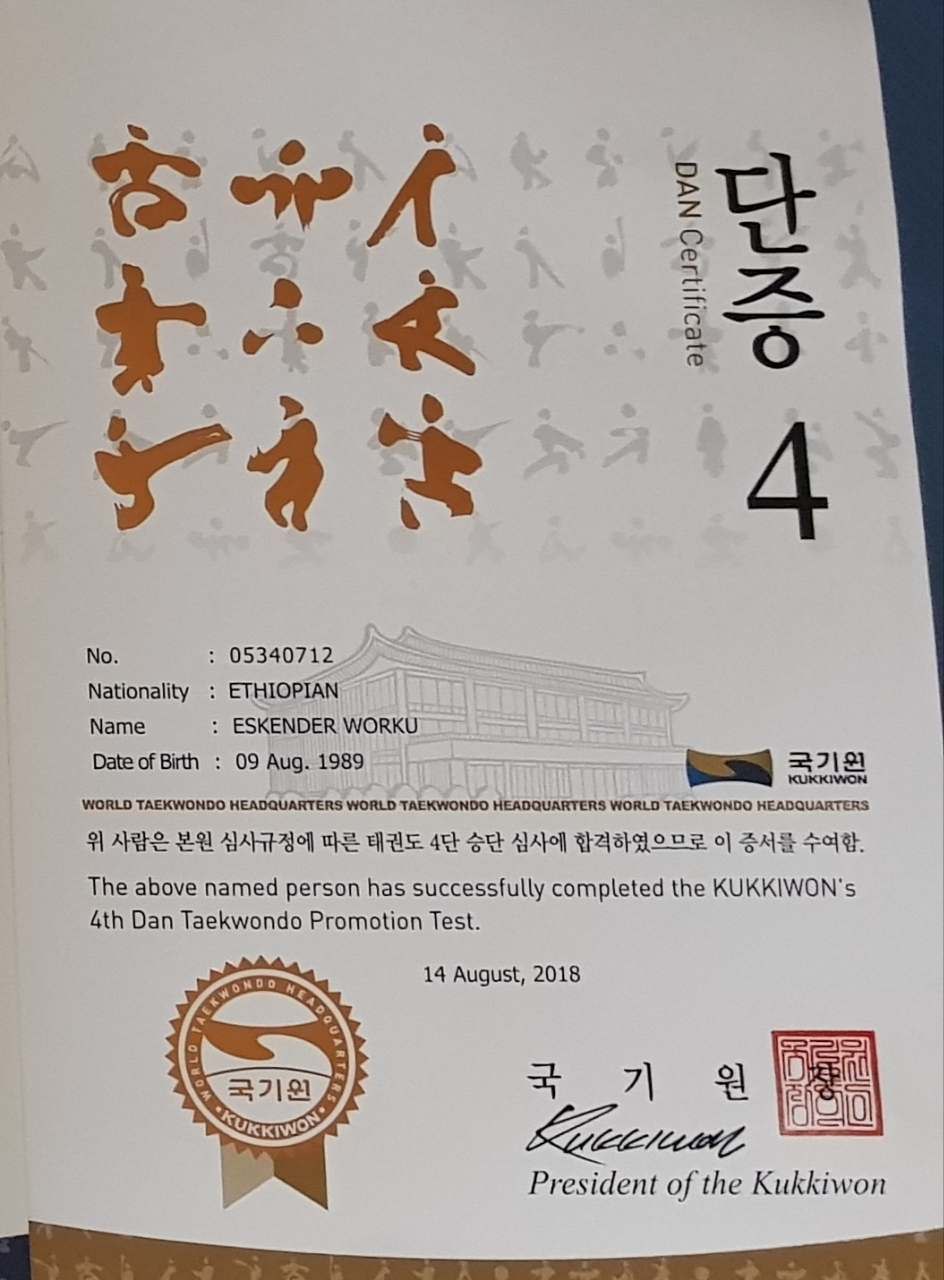 단증
DAN Certificate
4
No. : 05340712
Nationality : ETHIOPIAN
Name : ESKENDER WORKU
Date of Birth : 09 Aug. 1989
국기원
KUKKIWON
WORLD TAEKWONDO HEADQUARTERS WORLD TAEKWONDO HEADQUARTERS WORLD TAEKWONDO HEADQUARTERS
위 사람은 본원 심사규정에 따른 태권도 4단 승단 심사에 합격하였으므로 이 증서를 수여함.
The above named person has successfully completed the KUKKIWON's
4th Dan Taekwondo Promotion Test.
14 August, 2018
WORLD TAEKWONDO HEADQUARTERS
국기원
• KUKKIWON •
국 기 원 장
Kukkiwon
President of the Kukkiwon